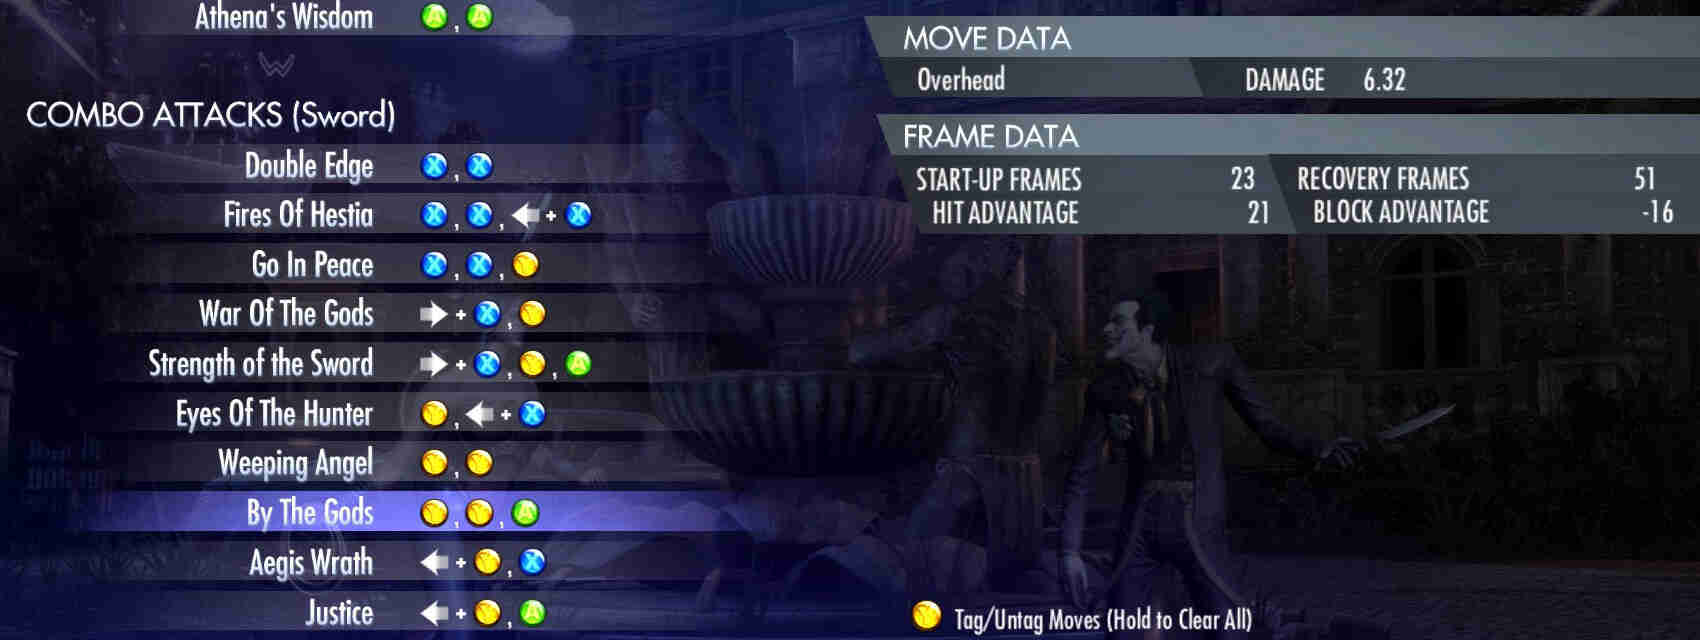 Athena's Wisdom A , A
COMBO ATTACKS (Sword)
Double Edge X , X
Fires Of Hestia X , X , + X
Go In Peace X , X , Y
War Of The Gods + X , Y
Strength of the Sword + X , Y , A
Eyes Of The Hunter Y , + X
Weeping Angel Y , Y
By The Gods Y , Y , A
Aegis Wrath + Y , X
Justice + Y , A
MOVE DATA
Overhead DAMAGE 6.32
FRAME DATA
START-UP FRAMES 23 RECOVERY FRAMES 51
HIT ADVANTAGE 21 BLOCK ADVANTAGE -16
Y Tag/Untag Moves (Hold to Clear All)